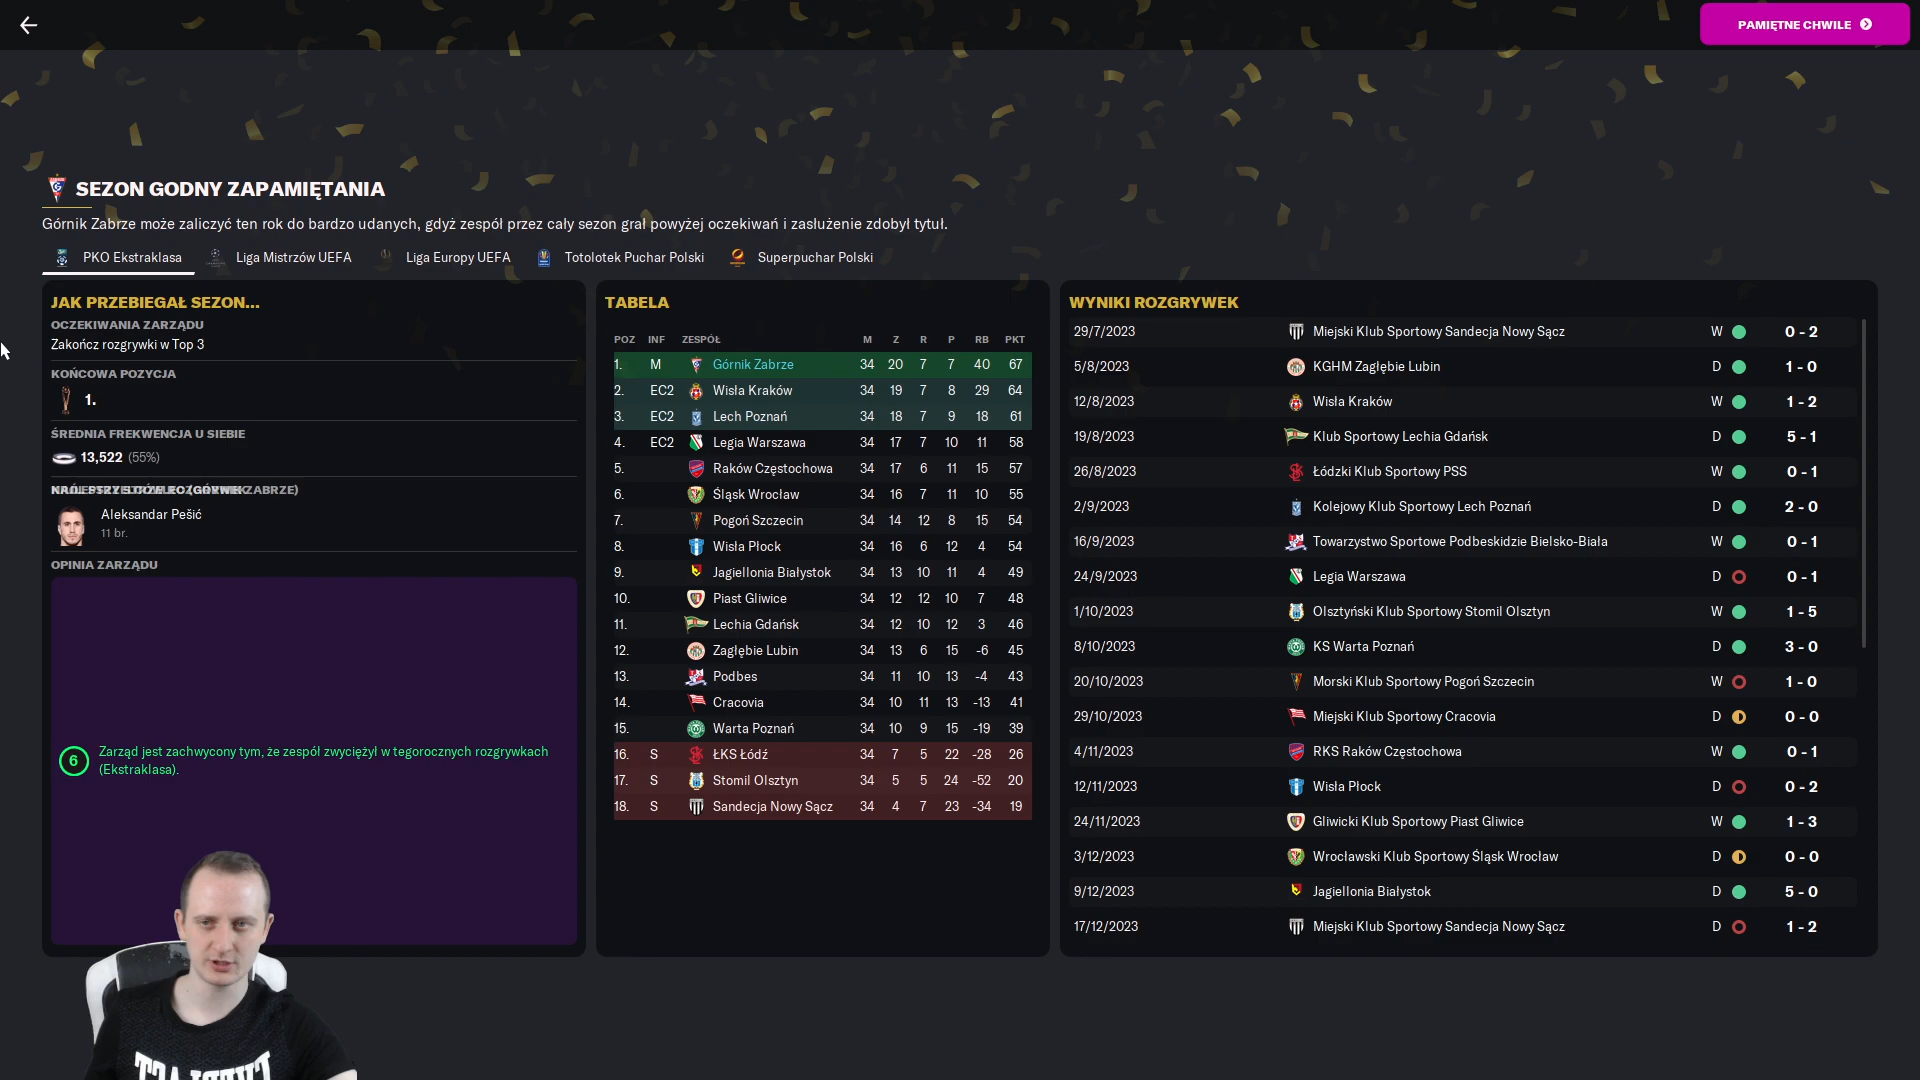 PAMIĘTNE CHWILE
SEZON GODNY ZAPAMIĘTANIA
Górnik Zabrze może zaliczyć ten rok do bardzo udanych, gdyż zespół przez cały sezon grał powyżej oczekiwań i zasłużenie zdobył tytuł.
PKO Ekstraklasa Liga Mistrzów UEFA Liga Europy UEFA Totolotek Puchar Polski Superpuchar Polski
JAK PRZEBIEGAŁ SEZON...
OCZEKIWANIA ZARZĄDU
Zakończ rozgrywki w Top 3
KOŃCOWA POZYCJA
1.
ŚREDNIA FREKWENCJA U SIEBIE
13,522 (55%)
ZABRZE)
Aleksandar Pešić
11 br.
OPINIA ZARZĄDU
6 Zarząd jest zachwycony tym, że zespół zwyciężył w tegorocznych rozgrywkach
(Ekstraklasa).
TABELA
POZ INF ZESPÓŁ M Z R P RB PKT
1. M Górnik Zabrze 34 20 7 7 40 67
2. EC2 Wisła Kraków 34 19 7 8 29 64
3. EC2 Lech Poznań 34 18 7 9 18 61
4. EC2 Legia Warszawa 34 17 7 10 11 58
5. Raków Częstochowa 34 17 6 11 15 57
6. Śląsk Wrocław 34 16 7 11 10 55
7. Pogoń Szczecin 34 14 12 8 15 54
8. Wisła Płock 34 16 6 12 4 54
9. Jagiellonia Białystok 34 13 10 11 4 49
10. Piast Gliwice 34 12 12 10 7 48
11. Lechia Gdańsk 34 12 10 12 3 46
12. Zagłębie Lubin 34 13 6 15 -6 45
13. Podbes 34 11 10 13 -4 43
14. Cracovia 34 10 11 13 -13 41
15. Warta Poznań 34 10 9 15 -19 39
16. S ŁKS Łódź 34 7 5 22 -28 26
17. S Stomil Olsztyn 34 5 5 24 -52 20
18. S Sandecja Nowy Sącz 34 4 7 23 -34 19
WYNIKI ROZGRYWEK
29/7/2023 Miejski Klub Sportowy Sandecja Nowy Sącz W 0 - 2
5/8/2023 KGHM Zagłębie Lubin D 1 - 0
12/8/2023 Wisła Kraków W 1 - 2
19/8/2023 Klub Sportowy Lechia Gdańsk D 5 - 1
26/8/2023 Łódzki Klub Sportowy PSS W 0 - 1
2/9/2023 Kolejowy Klub Sportowy Lech Poznań D 2 - 0
16/9/2023 Towarzystwo Sportowe Podbeskidzie Bielsko-Biała W 0 - 1
24/9/2023 Legia Warszawa D 0 - 1
1/10/2023 Olsztyński Klub Sportowy Stomil Olsztyn W 1 - 5
8/10/2023 KS Warta Poznań D 3 - 0
20/10/2023 Morski Klub Sportowy Pogoń Szczecin W 1 - 0
29/10/2023 Miejski Klub Sportowy Cracovia D 0 - 0
4/11/2023 RKS Raków Częstochowa W 0 - 1
12/11/2023 Wisła Płock D 0 - 2
24/11/2023 Gliwicki Klub Sportowy Piast Gliwice W 1 - 3
3/12/2023 Wrocławski Klub Sportowy Śląsk Wrocław D 0 - 0
9/12/2023 Jagiellonia Białystok D 5 - 0
17/12/2023 Miejski Klub Sportowy Sandecja Nowy Sącz D 1 - 2